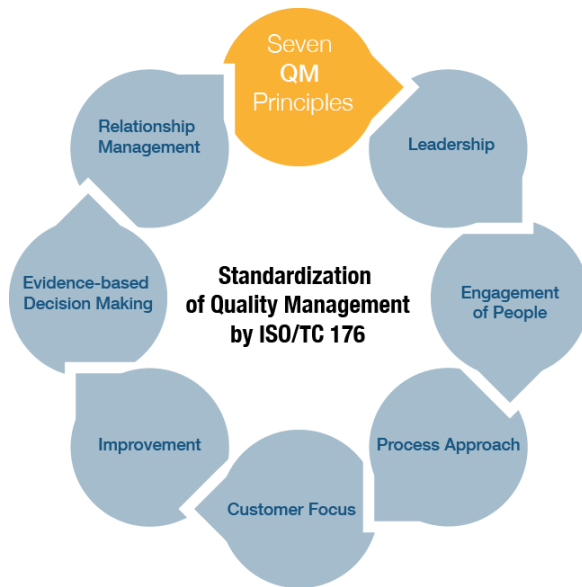 Seven
QM
Principles
Leadership
Engagement
of People
Process Approach
Customer Focus
Improvement
Evidence-based
Decision Making
Relationship
Management
Standardization
of Quality Management
by ISO/TC 176